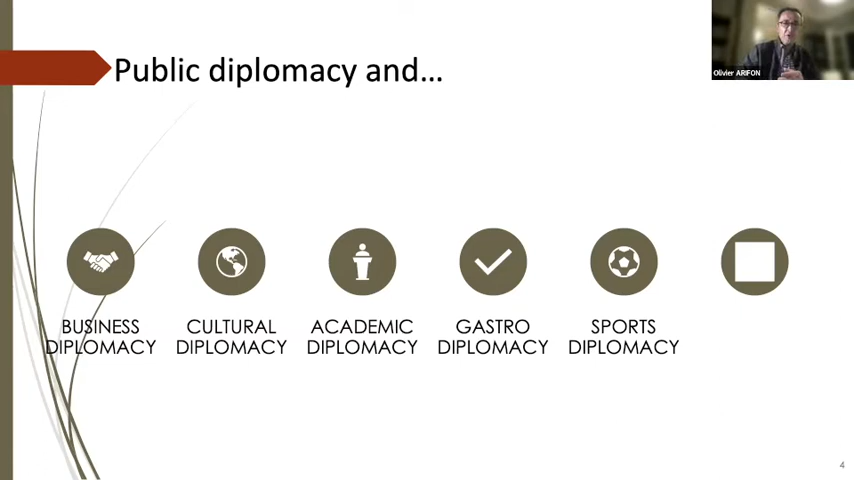 Olivier ARIFON
Public diplomacy and...
BUSINESS
DIPLOMACY
CULTURAL
DIPLOMACY
ACADEMIC
DIPLOMACY
GASTRO
DIPLOMACY
SPORTS
DIPLOMACY
4